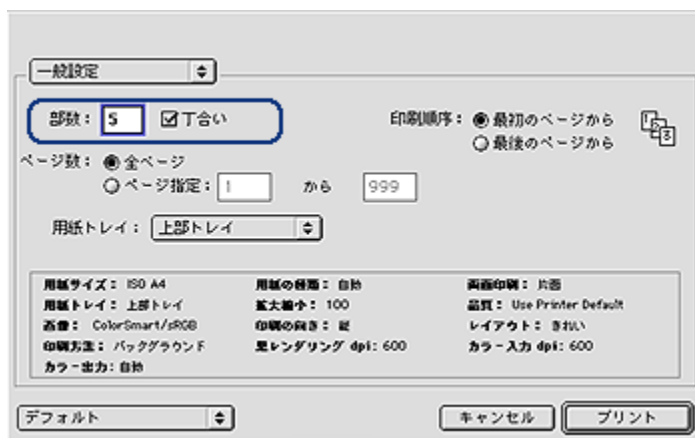 一般設定
部数： 5 丁合い 印刷順序： 最初のページから
最後のページから
ページ数： 全ページ
ページ指定： 1 から 999
用紙トレイ： 上部トレイ
用紙サイズ： ISO A4 用紙の種類： 自動 両面印刷： 片面
用紙トレイ： 上部トレイ 拡大縮小： 100 品質： Use Printer Default
画像： ColorSmart/sRGB 印刷の向き： 縦 レイアウト： きれい
印刷方法： バックグラウンド 黒レンダリング dpi： 600 カラー入力 dpi： 600
カラー出力： 自動
デフォルト キャンセル プリント